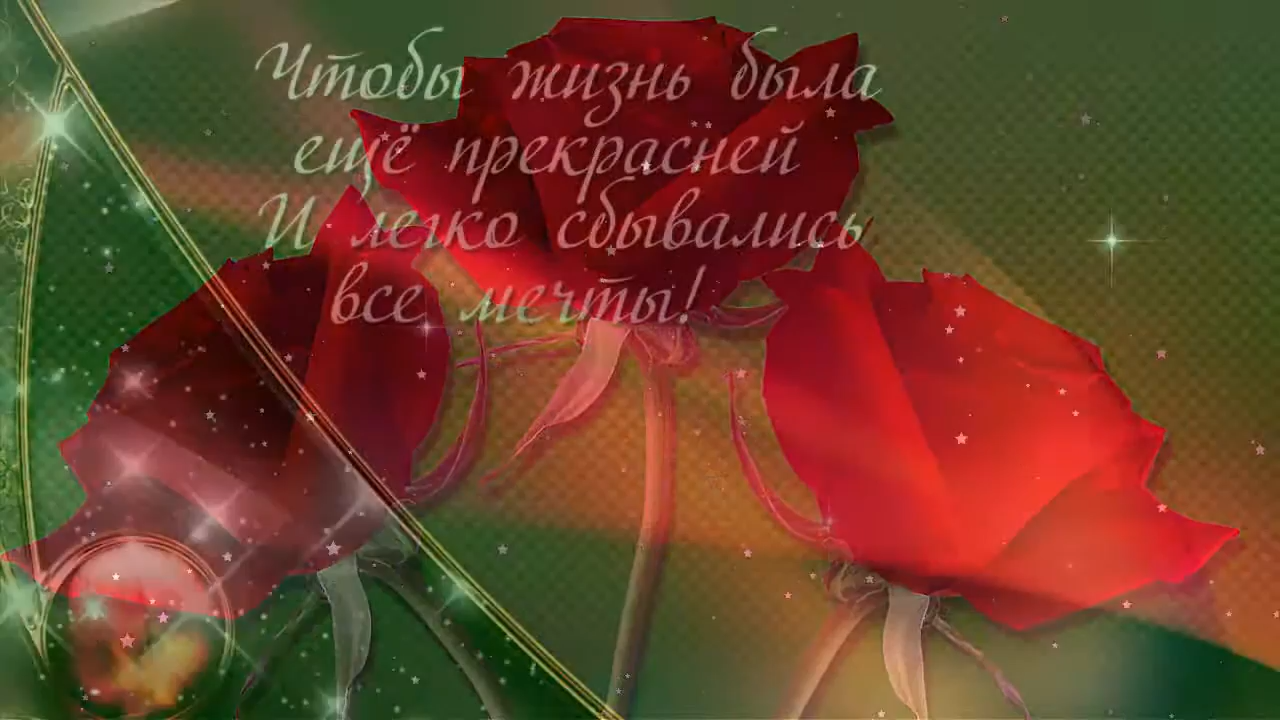 Чтобы жизнь была
ещё прекрасней
И легко сбывались
все мечты!